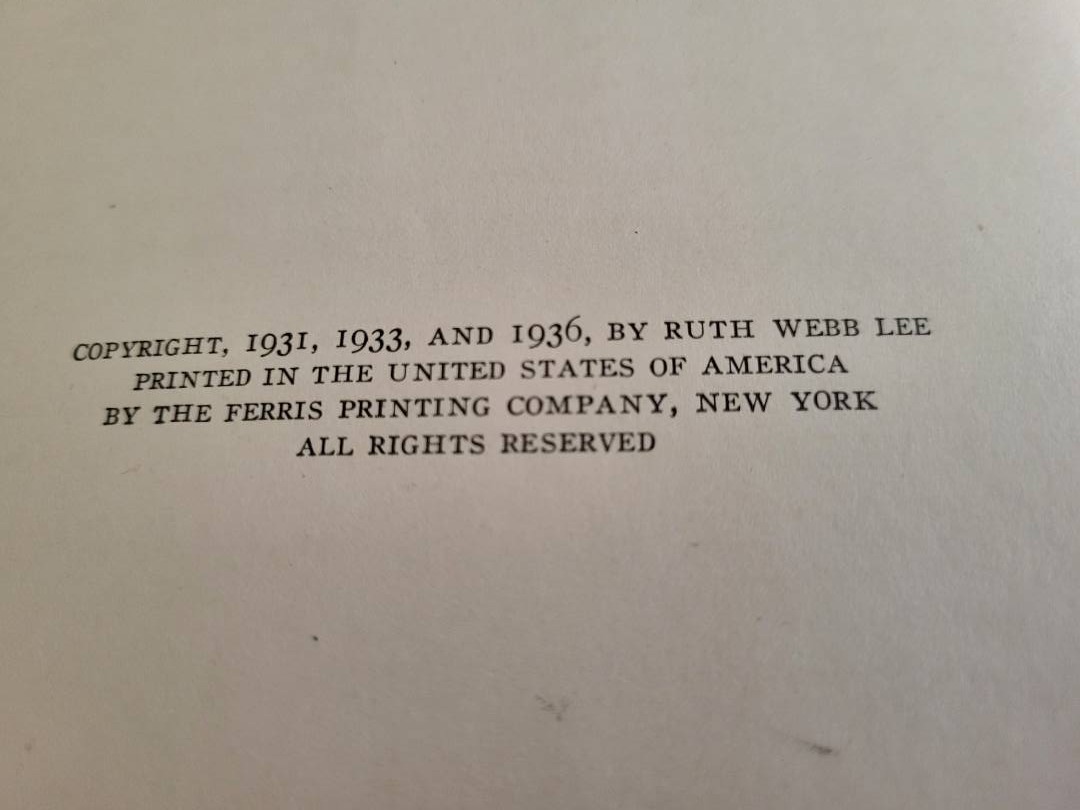 COPYRIGHT, 1931, 1933, AND 1936, BY RUTH WEBB LEE
PRINTED IN THE UNITED STATES OF AMERICA
BY THE FERRIS PRINTING COMPANY, NEW YORK
ALL RIGHTS RESERVED